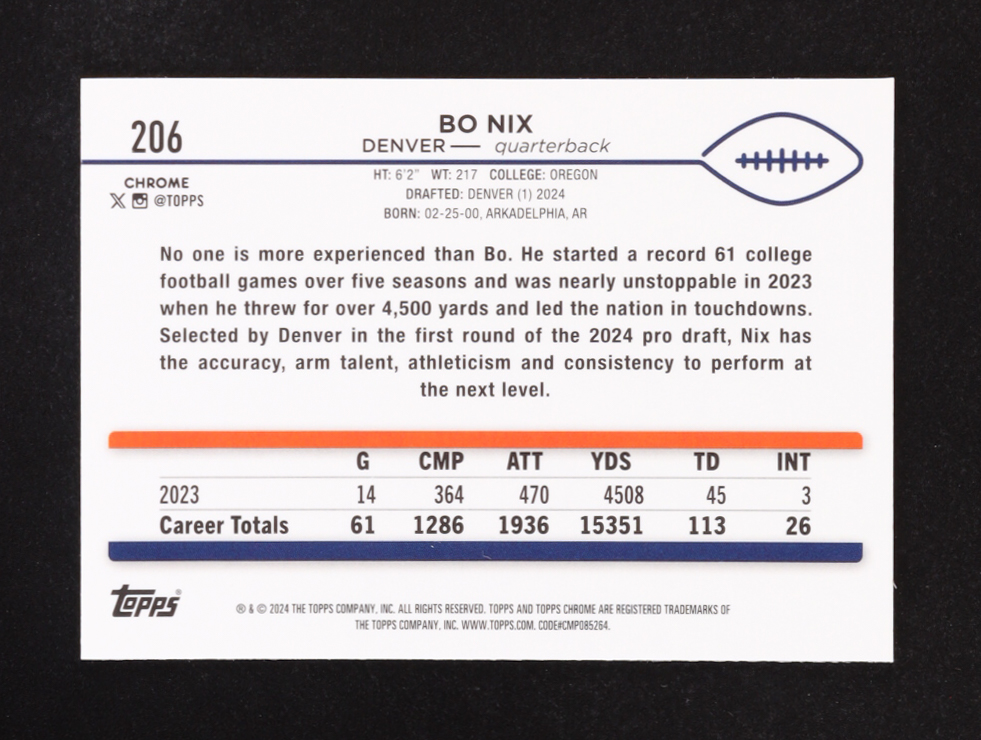 206
BO NIX
DENVER — quarterback
CHROME
@TOPPS
HT: 6'2" WT: 217 COLLEGE: OREGON
DRAFTED: DENVER (1) 2024
BORN: 02-25-00, ARKADELPHIA, AR
No one is more experienced than Bo. He started a record 61 college
football games over five seasons and was nearly unstoppable in 2023
when he threw for over 4,500 yards and led the nation in touchdowns.
Selected by Denver in the first round of the 2024 pro draft, Nix has
the accuracy, arm talent, athleticism and consistency to perform at
the next level.
G CMP ATT YDS TD INT
2023 14 364 470 4508 45 3
Career Totals 61 1286 1936 15351 113 26
Topps®
® & © 2024 THE TOPPS COMPANY, INC. ALL RIGHTS RESERVED. TOPPS AND TOPPS CHROME ARE REGISTERED TRADEMARKS OF
THE TOPPS COMPANY, INC. WWW.TOPPS.COM. CODE#CMP085264.